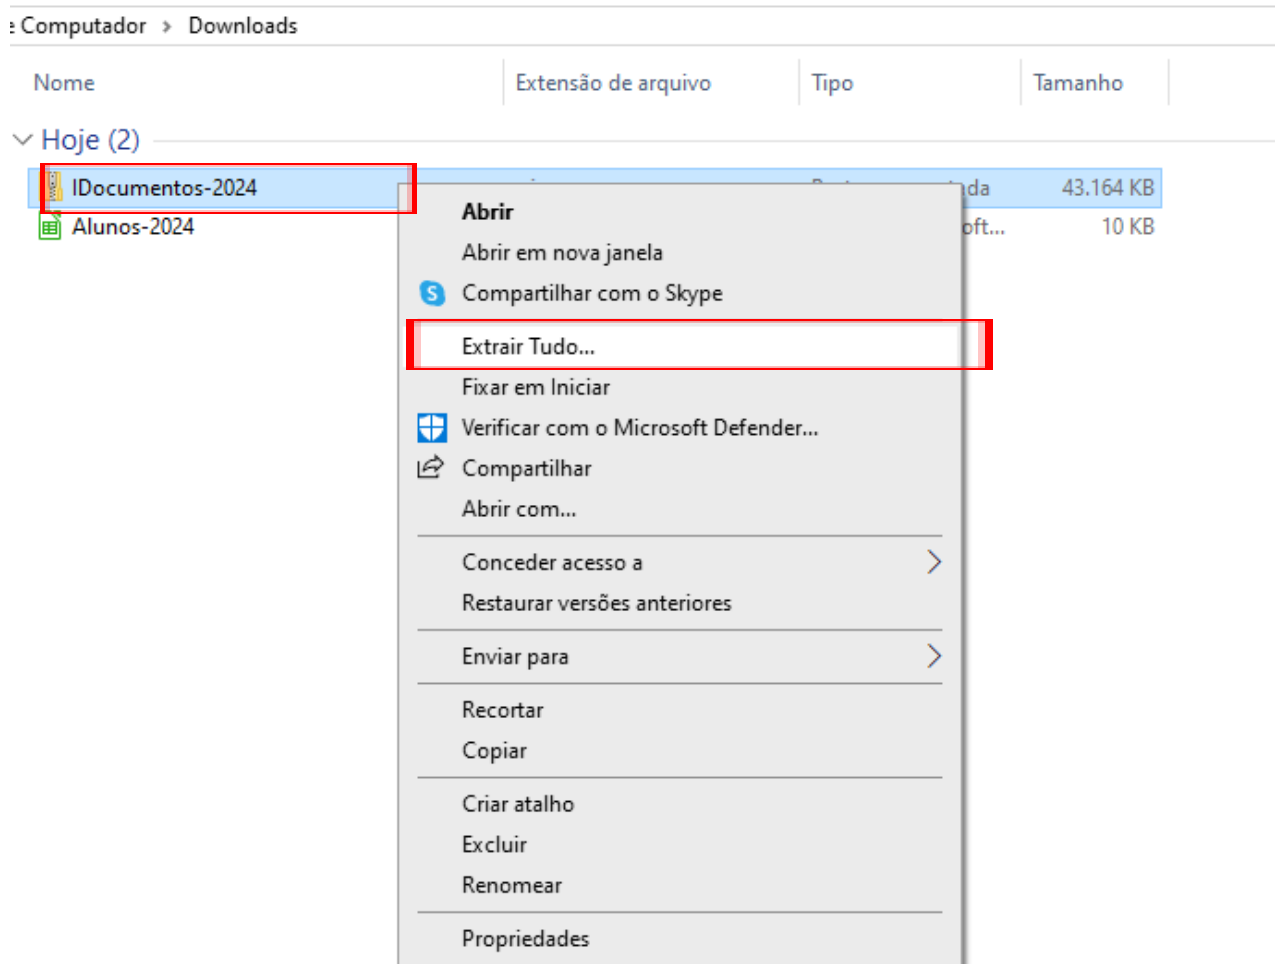 Computador > Downloads
Nome Extensão de arquivo Tipo Tamanho
Hoje (2)
IDocumentos-2024 43.164 KB
Alunos-2024 10 KB
Abrir
Abrir em nova janela
Compartilhar com o Skype
Extrair Tudo...
Fixar em Iniciar
Verificar com o Microsoft Defender...
Compartilhar
Abrir com...
Conceder acesso a
Restaurar versões anteriores
Enviar para
Recortar
Copiar
Criar atalho
Excluir
Renomear
Propriedades